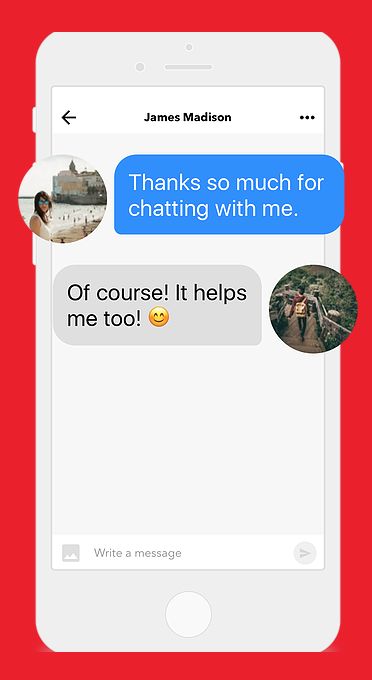 James Madison
Thanks so much for
chatting with me.
Of course! It helps
me too! 😊
Write a message